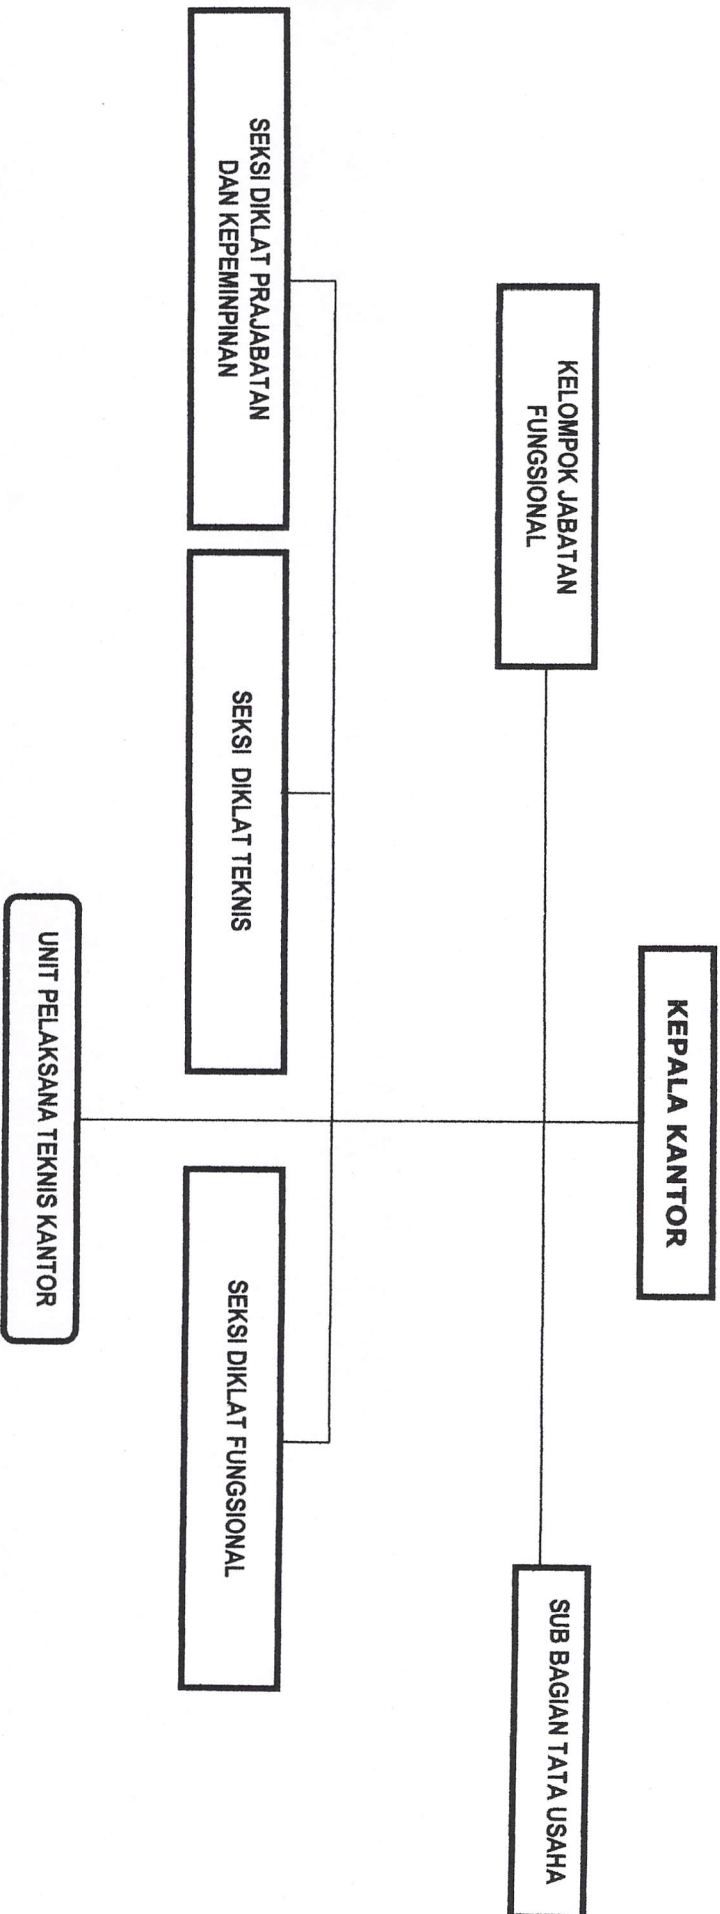 KEPALA KANTOR
KELOMPOK JABATAN
FUNGSIONAL
SUB BAGIAN TATA USAHA
SEKSI DIKLAT PRAJABATAN
DAN KEPEMINPINAN
SEKSI DIKLAT TEKNIS
SEKSI DIKLAT FUNGSIONAL
UNIT PELAKSANA TEKNIS KANTOR